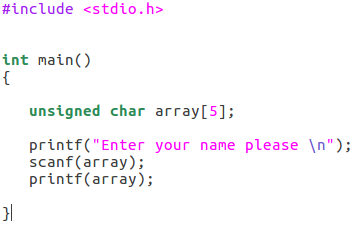 #include <stdio.h>
int main()
{
unsigned char array[5];
printf("Enter your name please \n");
scanf(array);
printf(array);
}